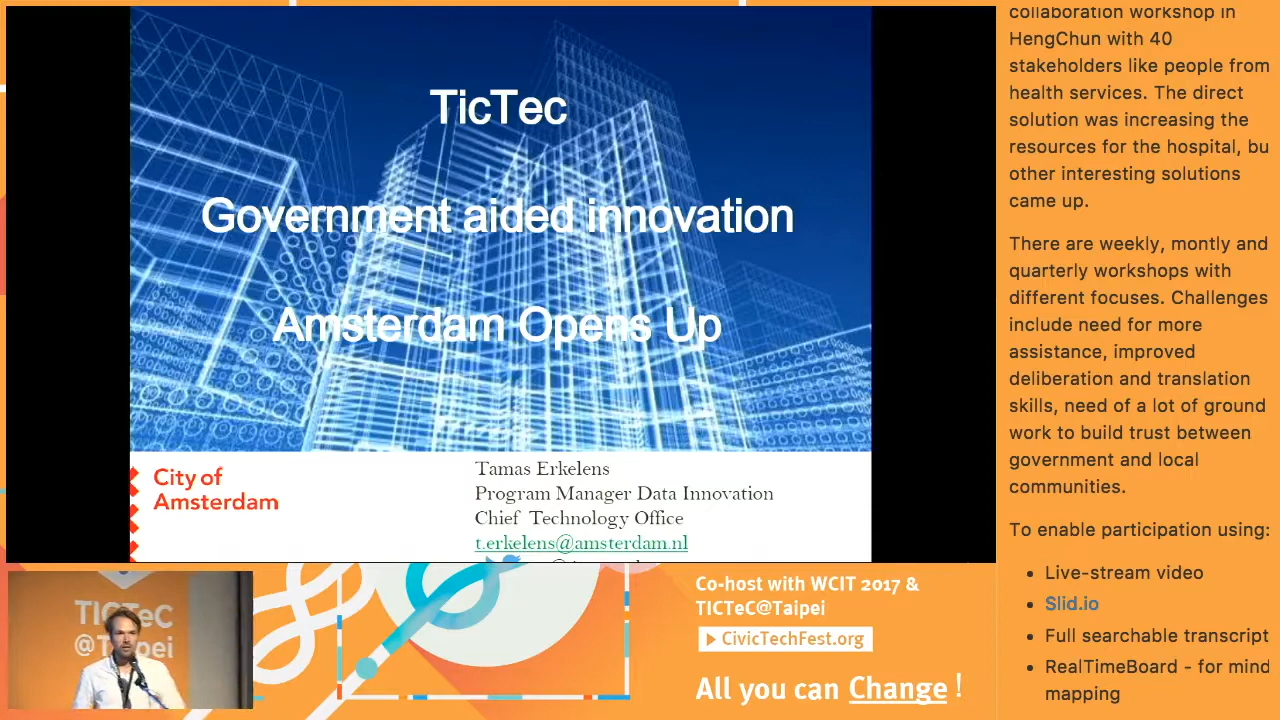 TicTec
Government aided innovation
Amsterdam Opens Up
City of
Amsterdam
Tamas Erkelens
Program Manager Data Innovation
Chief Technology Office
t.erkelens@amsterdam.nl
collaboration workshop in
HengChun with 40
stakeholders like people from
health services. The direct
solution was increasing the
resources for the hospital, bu
other interesting solutions
came up.
There are weekly, montly and
quarterly workshops with
different focuses. Challenges
include need for more
assistance, improved
deliberation and translation
skills, need of a lot of ground
work to build trust between
government and local
communities.
To enable participation using:
Live-stream video
Slid.io
Full searchable transcript
RealTimeBoard - for mind
mapping
TICTeC
@Taipei
Co-host with WCIT 2017 &
TICTeC@Taipei
CivicTechFest.org
All you can Change !